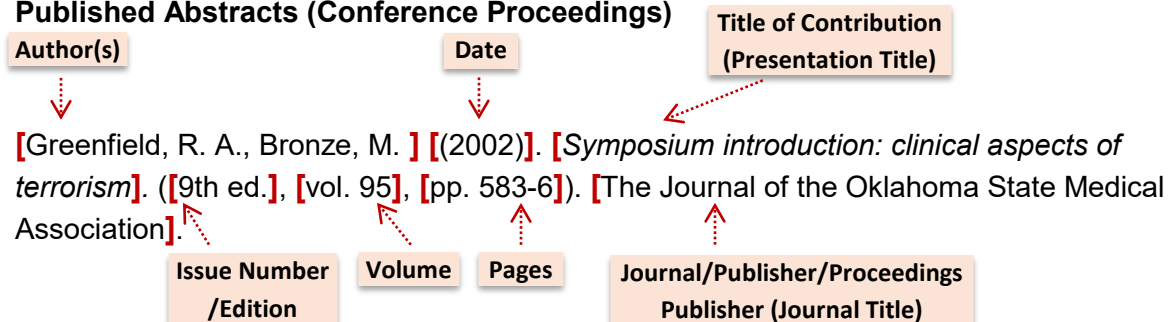 Published Abstracts (Conference Proceedings)
Title of Contribution
(Presentation Title)
Author(s)
Date
[Greenfield, R. A., Bronze, M. ] [(2002)]. [Symposium introduction: clinical aspects of
terrorism]. ([9th ed.], [vol. 95], [pp. 583-6]). [The Journal of the Oklahoma State Medical
Association].
Issue Number
/Edition
Volume
Pages
Journal/Publisher/Proceedings
Publisher (Journal Title)